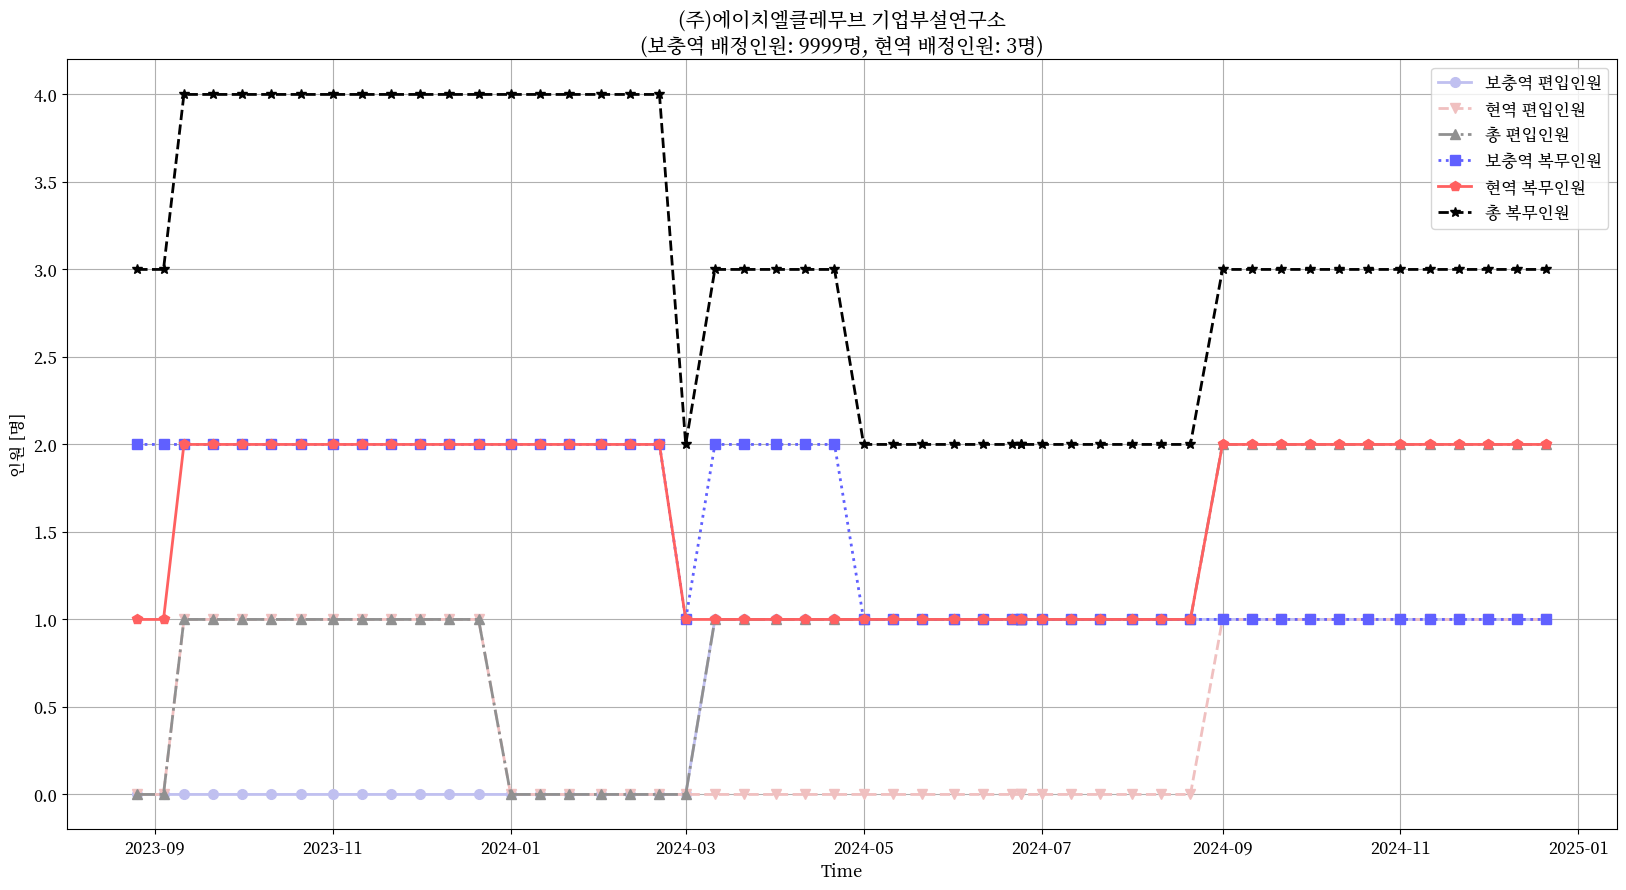 (주)에이치엘클레무브 기업부설연구소
(보충역 배정인원: 9999명, 현역 배정인원: 3명)
보충역 편입인원
현역 편입인원
총 편입인원
보충역 복무인원
현역 복무인원
총 복무인원
인원 [명]
4.0
3.5
3.0
2.5
2.0
1.5
1.0
0.5
0.0
2023-09
2023-11
2024-01
2024-03
2024-05
2024-07
2024-09
2024-11
2025-01
Time